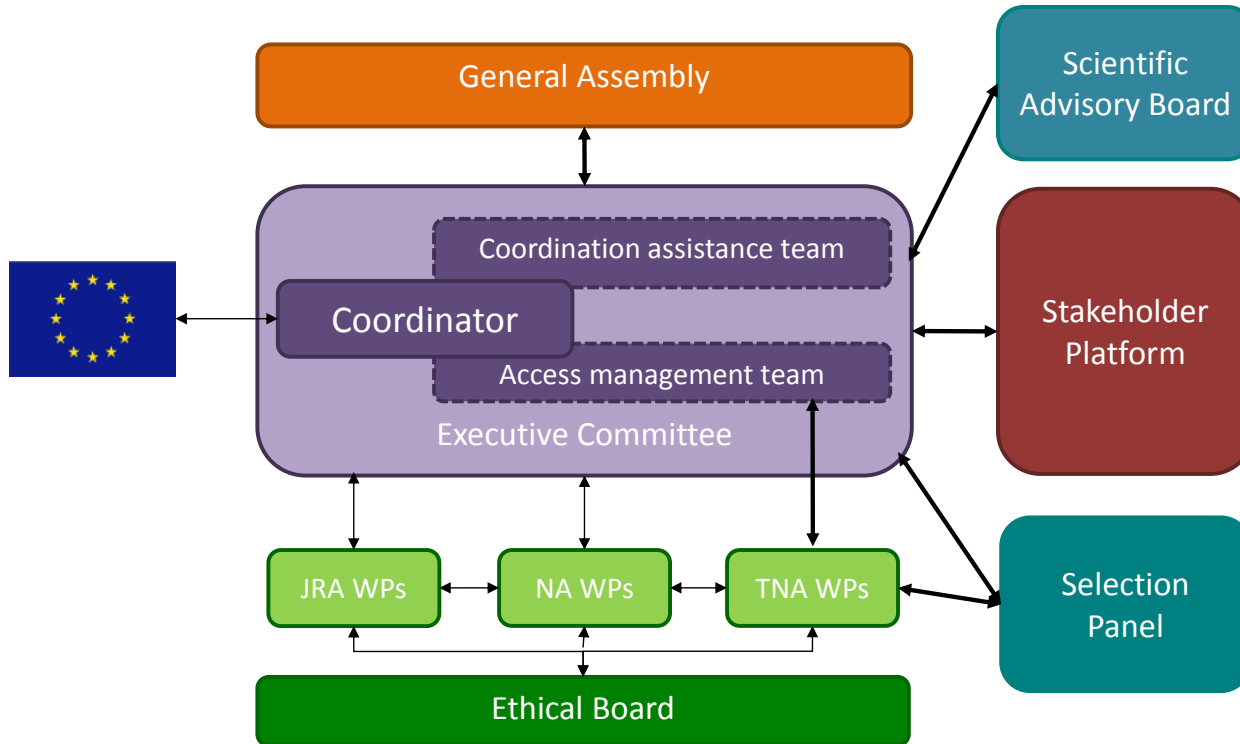 General Assembly
Scientific
Advisory Board
Coordination assistance team
Coordinator
Stakeholder
Platform
Access management team
Executive Committee
JRA WPs
NA WPs
TNA WPs
Selection
Panel
Ethical Board